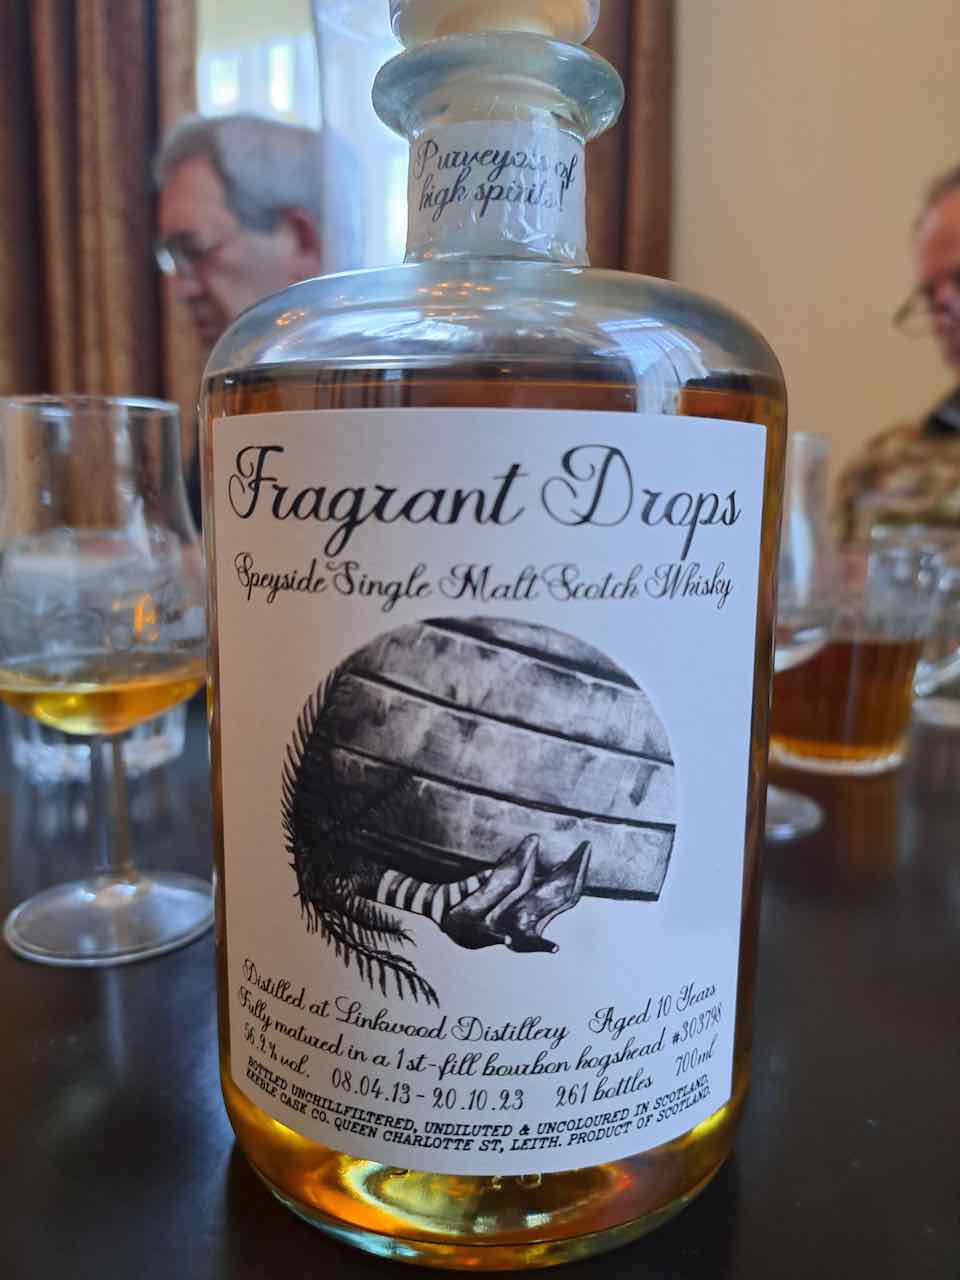 Purveyors of
high spirits!
Fragrant Drops
Speyside Single Malt Scotch Whisky
Distilled at Linkwood Distillery Aged 10 Years
Fully matured in a 1st-fill bourbon hogshead #303798
56.2% vol. 08.04.13 - 20.10.23 261 bottles 700ml
BOTTLED UNCHILLFILTERED, UNDILUTED & UNCOLOURED IN SCOTLAND.
KEEBLE CASK CO. QUEEN CHARLOTTE ST, LEITH. PRODUCT OF SCOTLAND.